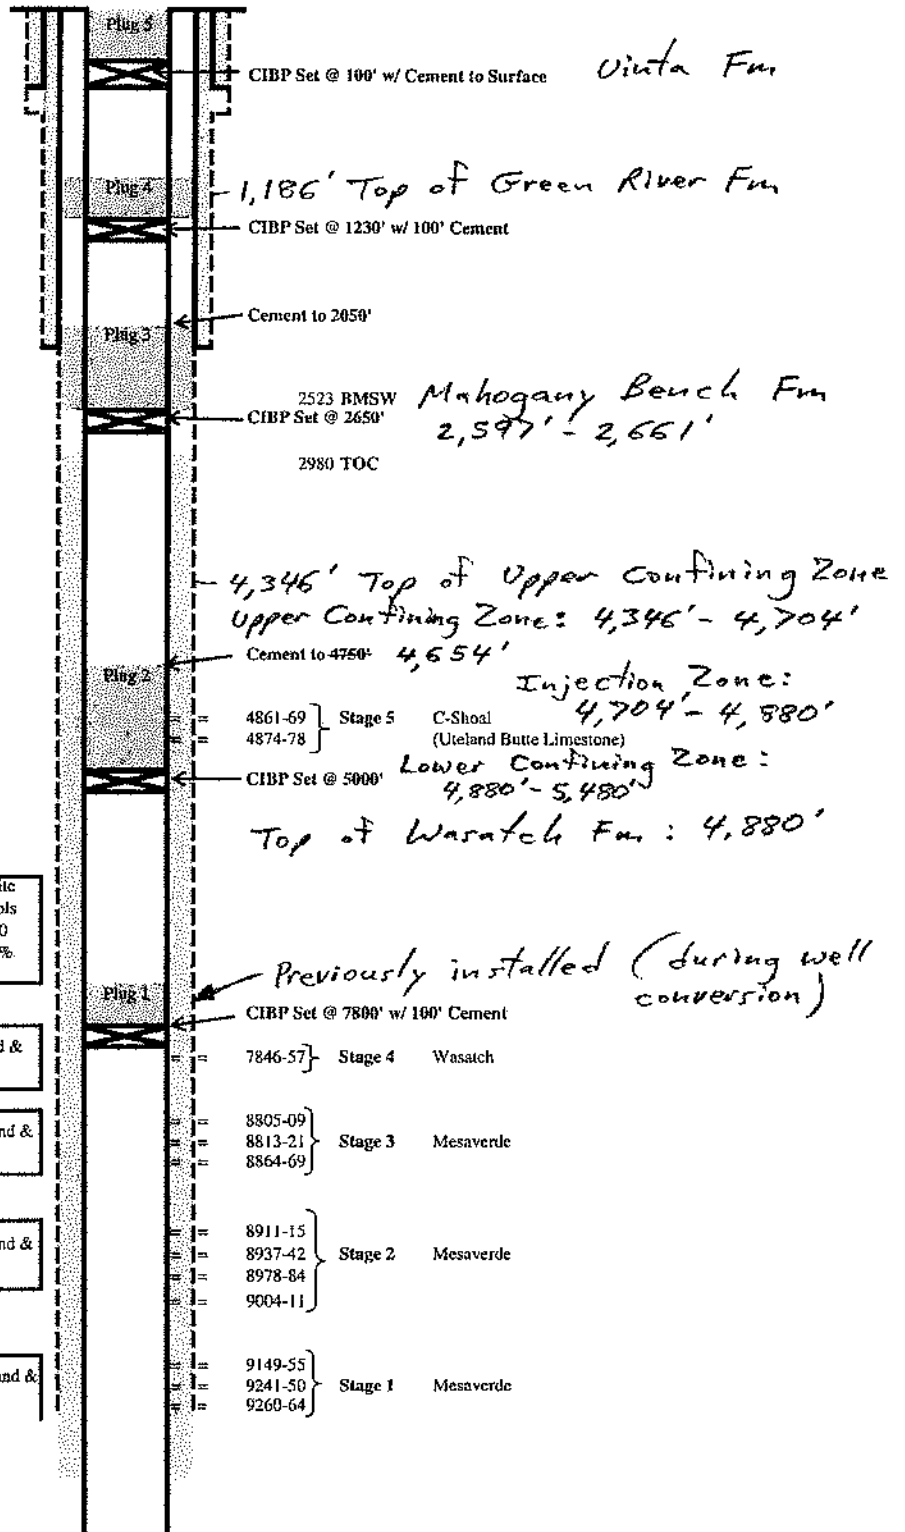 Plug 5
CIBP Set @ 100' w/ Cement to Surface
Uinta Fm
Plug 4
1,186' Top of Green River Fm
CIBP Set @ 1230' w/ 100' Cement
Cement to 2050'
Plug 3
2523 BMSW
Mahogany Bench Fm
CIBP Set @ 2650'
2,597' - 2,661'
2980 TOC
4,346' Top of Upper Confining Zone
Upper Confining Zone: 4,346' - 4,704'
Cement to 4750' 4,654'
Plug 2
Injection Zone:
4,704' - 4,880'
4861-69
Stage 5
C-Shoal
4874-78
(Uteland Butte Limestone)
CIBP Set @ 5000'
Lower Confining Zone:
4,880' - 5,480'
Top of Wasatch Fm: 4,880'
Previously installed (during well
conversion)
Plug 1
CIBP Set @ 7800' w/ 100' Cement
7846-57
Stage 4
Wasatch
8805-09
8813-21
Stage 3
Mesaverde
8864-69
8911-15
8937-42
Stage 2
Mesaverde
8978-84
9004-11
9149-55
9241-50
Stage 1
Mesaverde
9260-64
%
&
nd &
nd &
and &